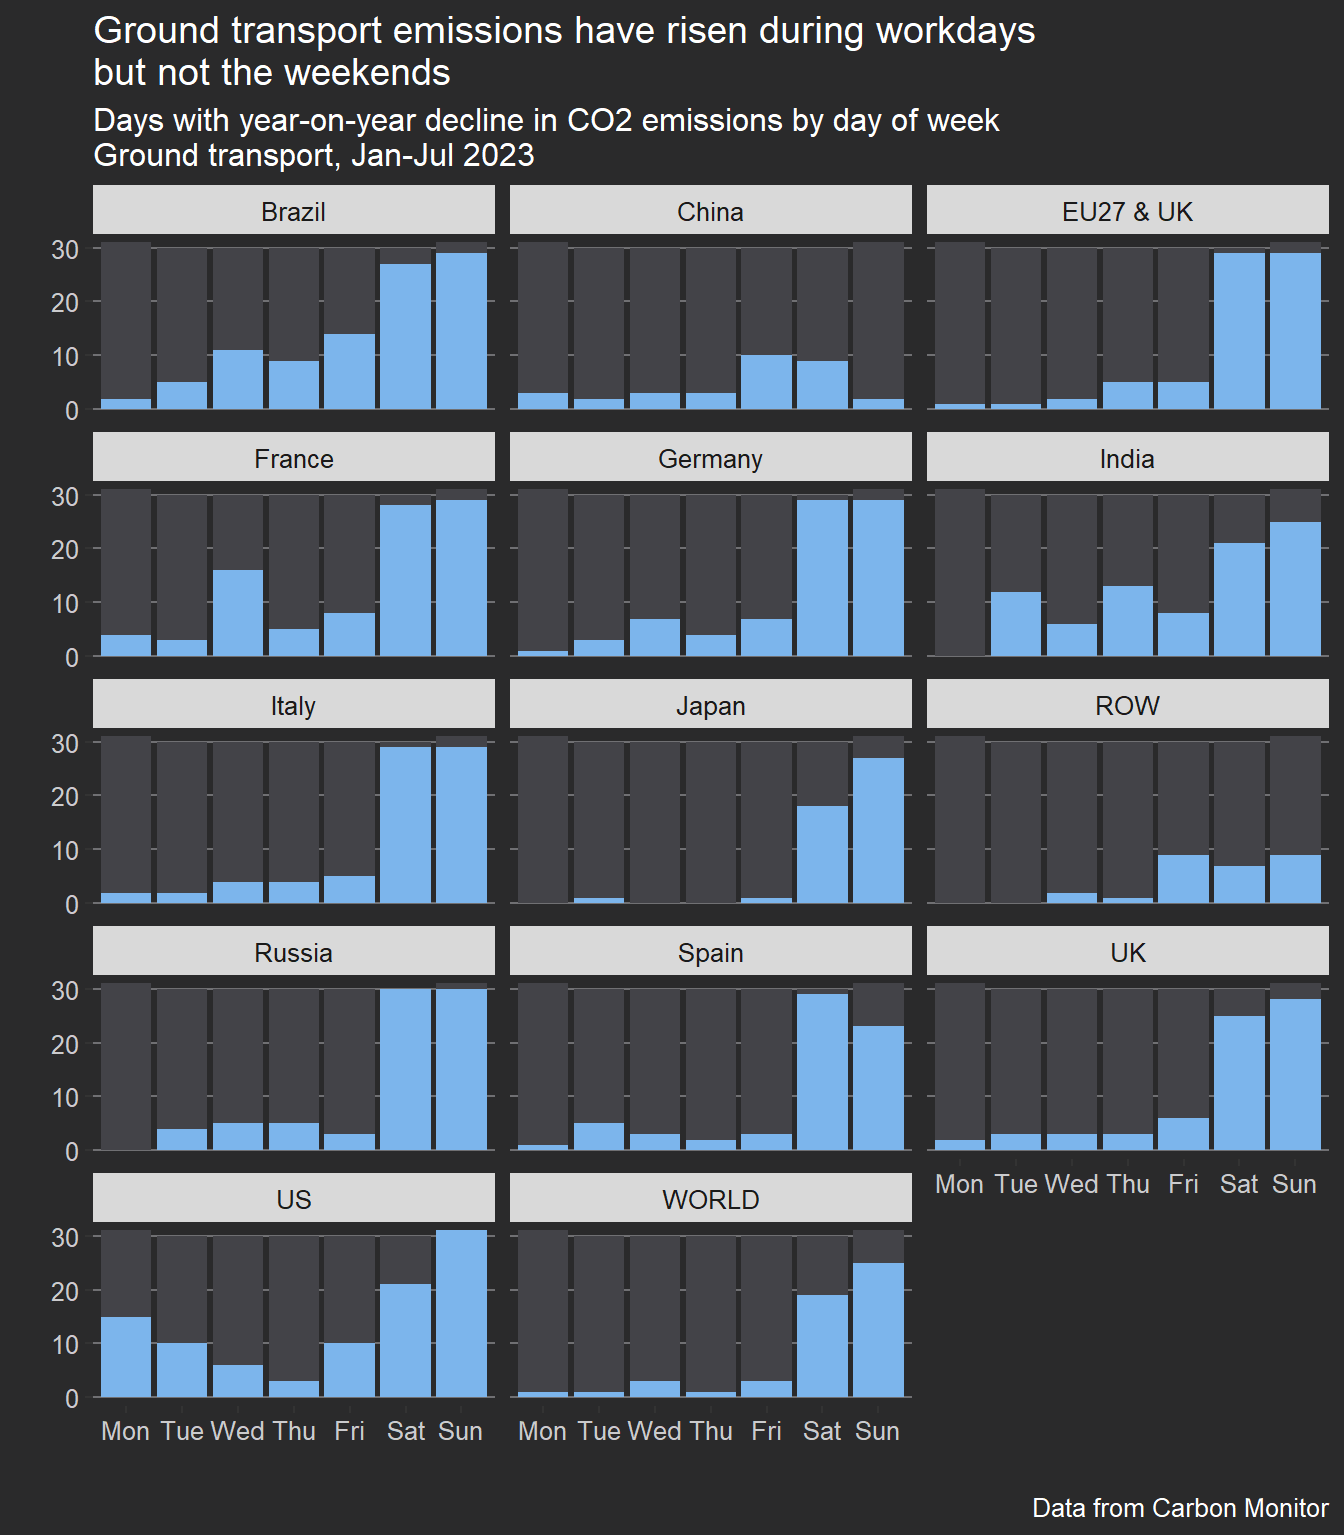 Ground transport emissions have risen during workdays
but not the weekends
Days with year-on-year decline in CO2 emissions by day of week
Ground transport, Jan-Jul 2023
Brazil China EU27 & UK
30
20
10
0
France Germany India
30
20
10
0
Italy Japan ROW
30
20
10
0
Russia Spain UK
30
20
10
0
Mon Tue Wed Thu Fri Sat Sun
US WORLD
30
20
10
0
Mon Tue Wed Thu Fri Sat Sun Mon Tue Wed Thu Fri Sat Sun
Data from Carbon Monitor